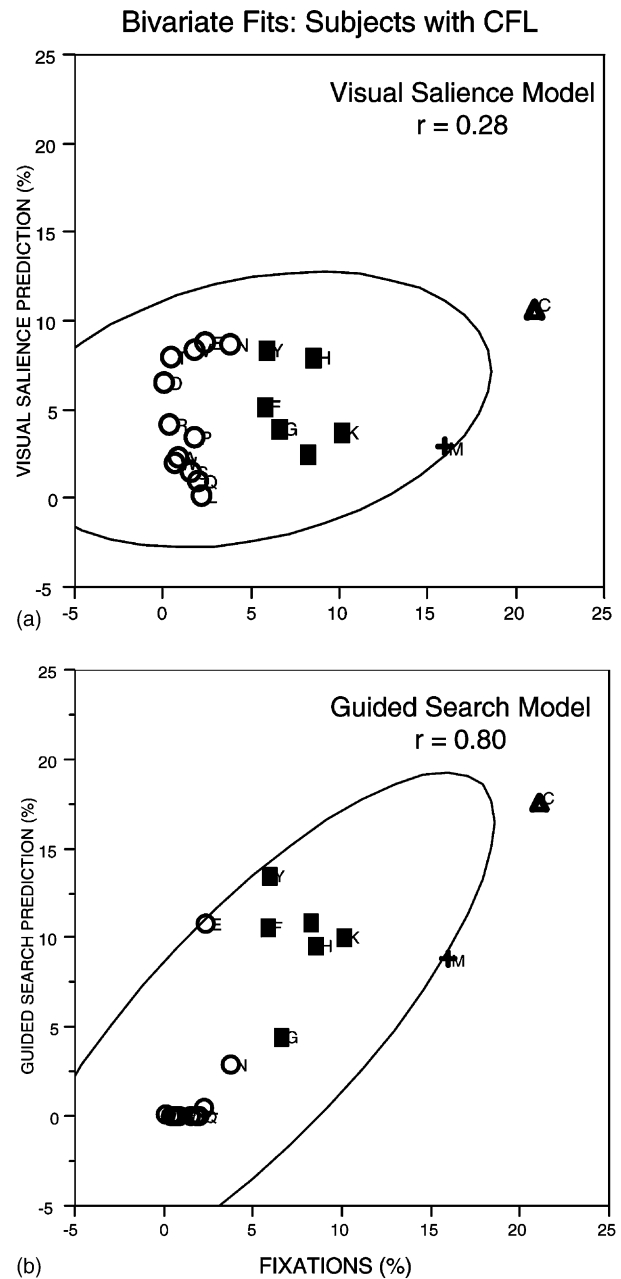 Bivariate Fits: Subjects with CFL
25
Visual Salience Model
r = 0.28
20
15
10
5
0
-5
VISUAL SALIENCE PREDICTION (%)
C
E
N
Y
H
D
F
R
P
G
K
M
A
S
Q
L
-5 0 5 10 15 20 25
(a)
25
Guided Search Model
r = 0.80
20
15
10
5
0
-5
GUIDED SEARCH PREDICTION (%)
C
Y
E
F
H
K
M
G
N
Q
-5 0 5 10 15 20 25
(b)
FIXATIONS (%)